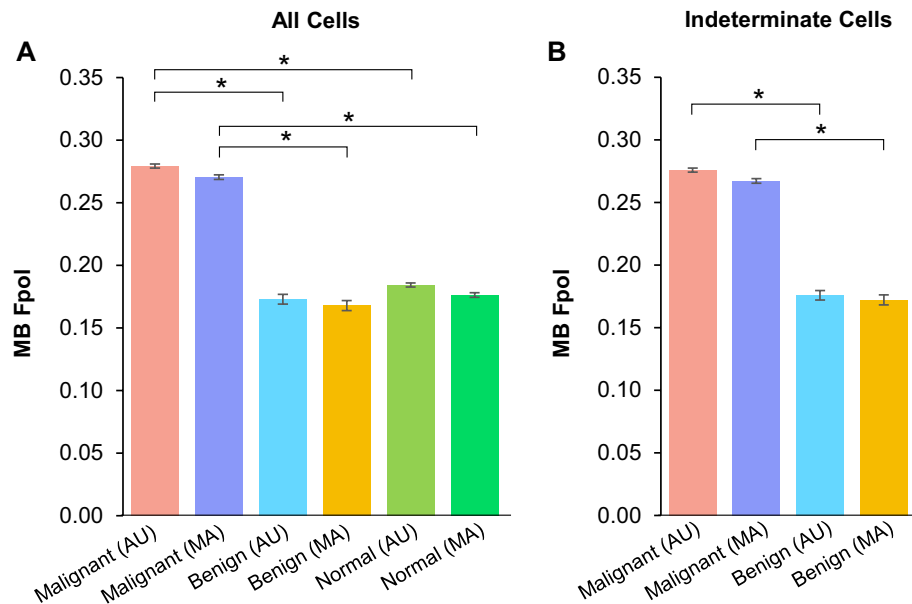 All Cells
Indeterminate Cells
A
B
0.35
0.30
0.25
0.20
0.15
0.10
0.05
0.00
MB Fpol
*
*
*
*
Malignant (AU)
Malignant (MA)
Benign (AU)
Benign (MA)
Normal (AU)
Normal (MA)
0.35
0.30
0.25
0.20
0.15
0.10
0.05
0.00
MB Fpol
*
*
Malignant (AU)
Malignant (MA)
Benign (AU)
Benign (MA)